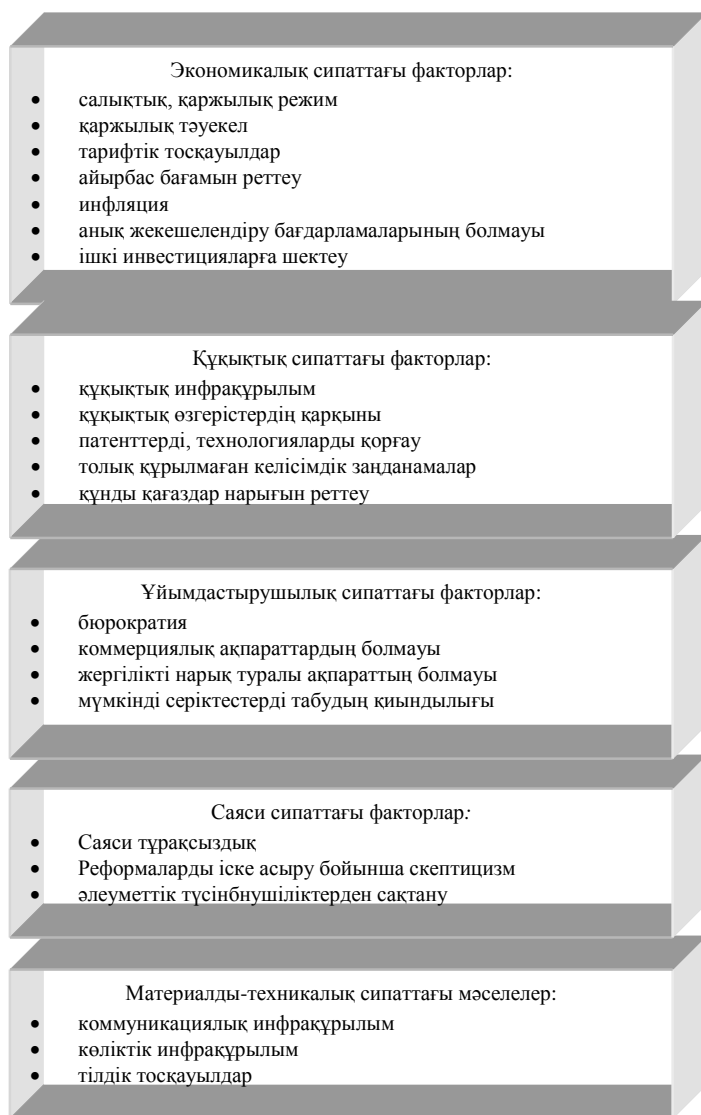 Экономикалық сипаттағы факторлар:
• салықтық, қаржылық режим
• қаржылық тәуекел
• тарифтік тосқауылдар
• айырбас бағамын реттеу
• инфляция
• анық жекешелендіру бағдарламаларының болмауы
• ішкі инвестицияларға шектеу
Құқықтық сипаттағы факторлар:
• құқықтық инфрақұрылым
• құқықтық өзгерістердің қарқыны
• патенттерді, технологияларды қорғау
• толық құрылмаған келісімдік заңданамалар
• құнды қағаздар нарығын реттеу
Ұйымдастырушылық сипаттағы факторлар:
• бюрократия
• коммерциялық ақпараттардың болмауы
• жергілікті нарық туралы ақпараттың болмауы
• мүмкінді серіктестерді табудың қиындылығы
Саяси сипаттағы факторлар:
• Саяси тұрақсыздық
• Реформаларды іске асыру бойынша скептицизм
• әлеуметтік түсінбнушіліктерден сақтану
Материалды-техникалық сипаттағы мәселелер:
• коммуникациялық инфрақұрылым
• көліктік инфрақұрылым
• тілдік тосқауылдар